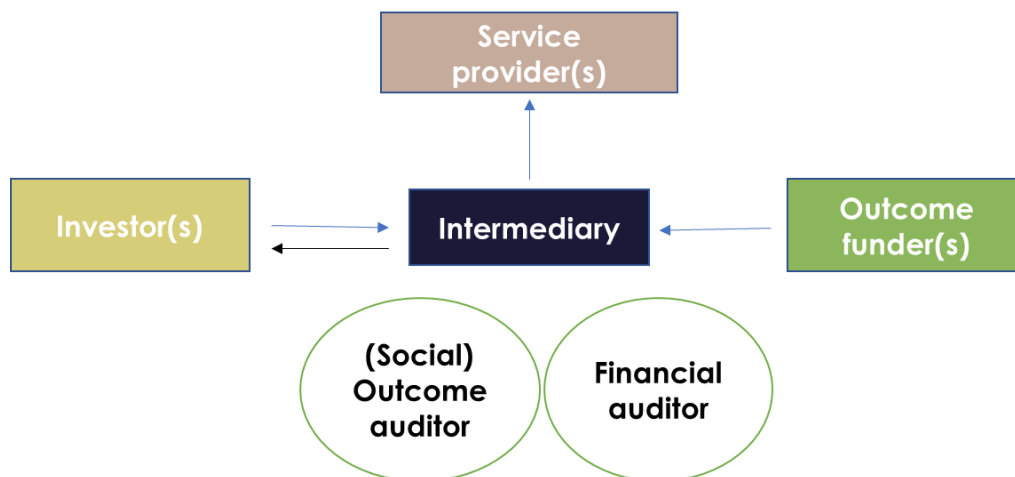 Service
provider(s)
Investor(s)
Intermediary
Outcome
funder(s)
(Social)
Outcome
auditor
Financial
auditor